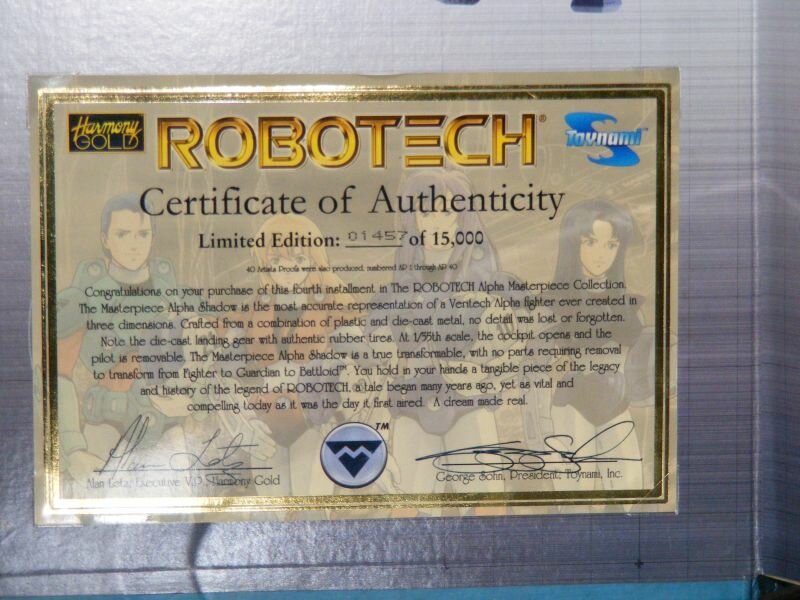 Harmony GOLD ROBOTECH® Toynami™
Certificate of Authenticity
Limited Edition: 01457 of 15,000
40 Artists Proofs were also produced, numbered AP 1 through AP 40
Congratulations on your purchase of this fourth installment in The ROBOTECH Alpha Masterpiece Collection.
The Masterpiece Alpha Shadow is the most accurate representation of a Veritech Alpha fighter ever created in
three dimensions. Crafted from a combination of plastic and die-cast metal, no detail was lost or forgotten.
Note the die-cast landing gear with authentic rubber tires. At 1/55th scale, the cockpit opens and the
pilot is removable. The Masterpiece Alpha Shadow is a true transformable, with no parts requiring removal
to transform from Fighter to Guardian to Battloid™. You hold in your hands a tangible piece of the legacy
and history of the legend of ROBOTECH, a tale began many years ago, yet as vital and
compelling today as it was the day it first aired. A dream made real.
TM
Alan Letz, Executive V.P. Harmony Gold
George Sohn, President, Toynami, Inc.